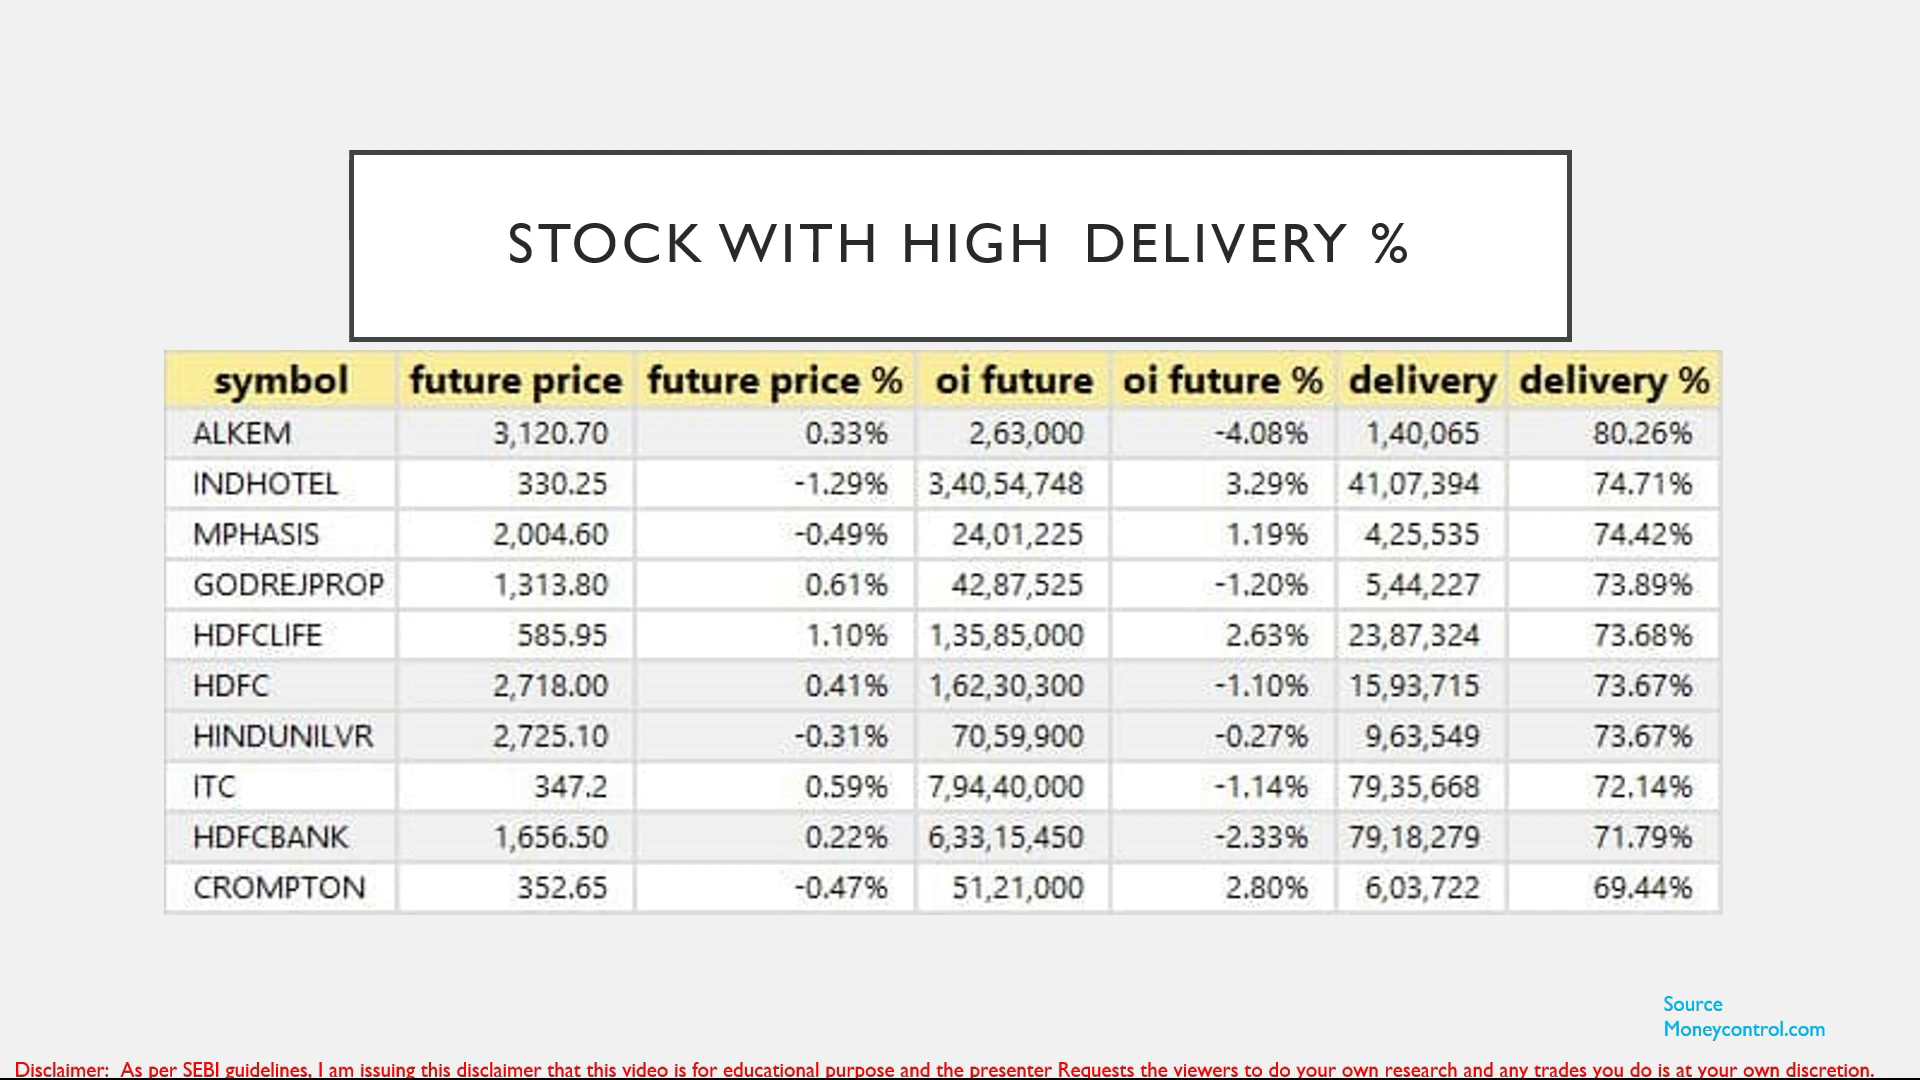 STOCK WITH HIGH DELIVERY %
symbol future price future price % oi future oi future % delivery delivery %
ALKEM 3,120.70 0.33% 2,63,000 -4.08% 1,40,065 80.26%
INDHOTEL 330.25 -1.29% 3,40,54,748 3.29% 41,07,394 74.71%
MPHASIS 2,004.60 -0.49% 24,01,225 1.19% 4,25,535 74.42%
GODREJPROP 1,313.80 0.61% 42,87,525 -1.20% 5,44,227 73.89%
HDFCLIFE 585.95 1.10% 1,35,85,000 2.63% 23,87,324 73.68%
HDFC 2,718.00 0.41% 1,62,30,300 -1.10% 15,93,715 73.67%
HINDUNILVR 2,725.10 -0.31% 70,59,900 -0.27% 9,63,549 73.67%
ITC 347.2 0.59% 7,94,40,000 -1.14% 79,35,668 72.14%
HDFCBANK 1,656.50 0.22% 6,33,15,450 -2.33% 79,18,279 71.79%
CROMPTON 352.65 -0.47% 51,21,000 2.80% 6,03,722 69.44%
Source
Moneycontrol.com
Disclaimer: As per SEBI guidelines, I am issuing this disclaimer that this video is for educational purpose and the presenter Requests the viewers to do your own research and any trades you do is at your own discretion.